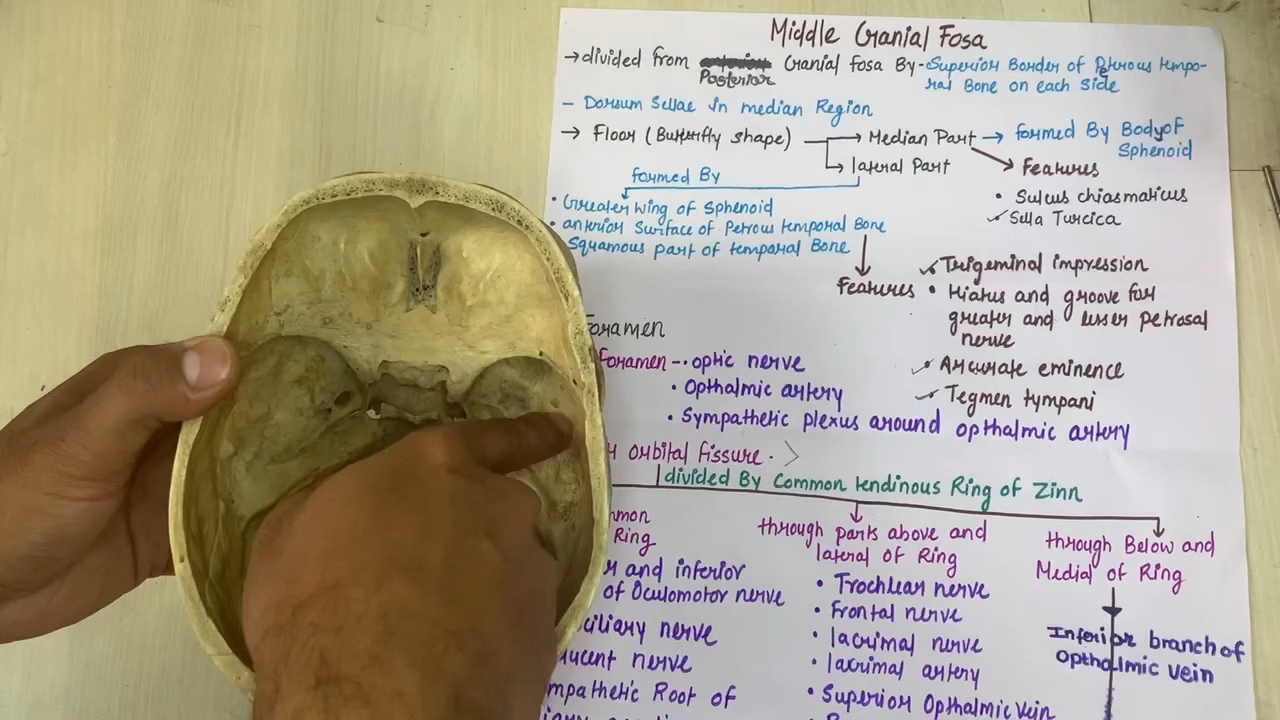 Middle Cranial Fosa
→divided from Posterior Cranial Fosa By-Superior Border of Petrous tempo-
ral Bone on each side
- Dorsum Sellae in median Region
→ Floor (Butterfly shape) → Median Part → formed By Body of
Sphenoid
→ lateral Part
Features
• Sulcus chiasmaticus
✓Sella Turcica
formed By
• Greater wing of Sphenoid
• anterior Surface of Petrous temporal Bone
Squamous part of temporal Bone
Features
✓Trigeminal impression
• Hiatus and groove for
greater and lesser petrosal
nerve
✓ Arcuate eminence
✓ Tegmen tympani
Foramen
Foramen -• optic nerve
• Opthalmic artery
• Sympathetic plexus around opthalmic artery
orbital fissure •
divided By Common tendinous Ring of Zinn
Ring
and inferior
of Oculomotor nerve
ciliary nerve
nerve
Root of
through parts above and
lateral of Ring
• Trochlear nerve
• Frontal nerve
• lacrimal nerve
• lacrimal artery
• Superior Opthalmic Vein
through Below and
Medial of Ring
Inferior branch of
Opthalmic vein